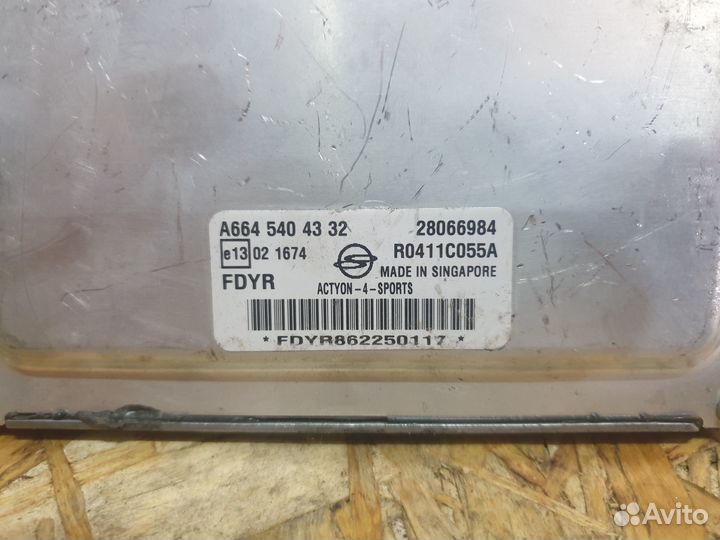 A664 540 43 32 28066984
e13 02 1674 R0411C055A
MADE IN SINGAPORE
FDYR ACTYON-4-SPORTS
* FDYR862250117 *
Avito